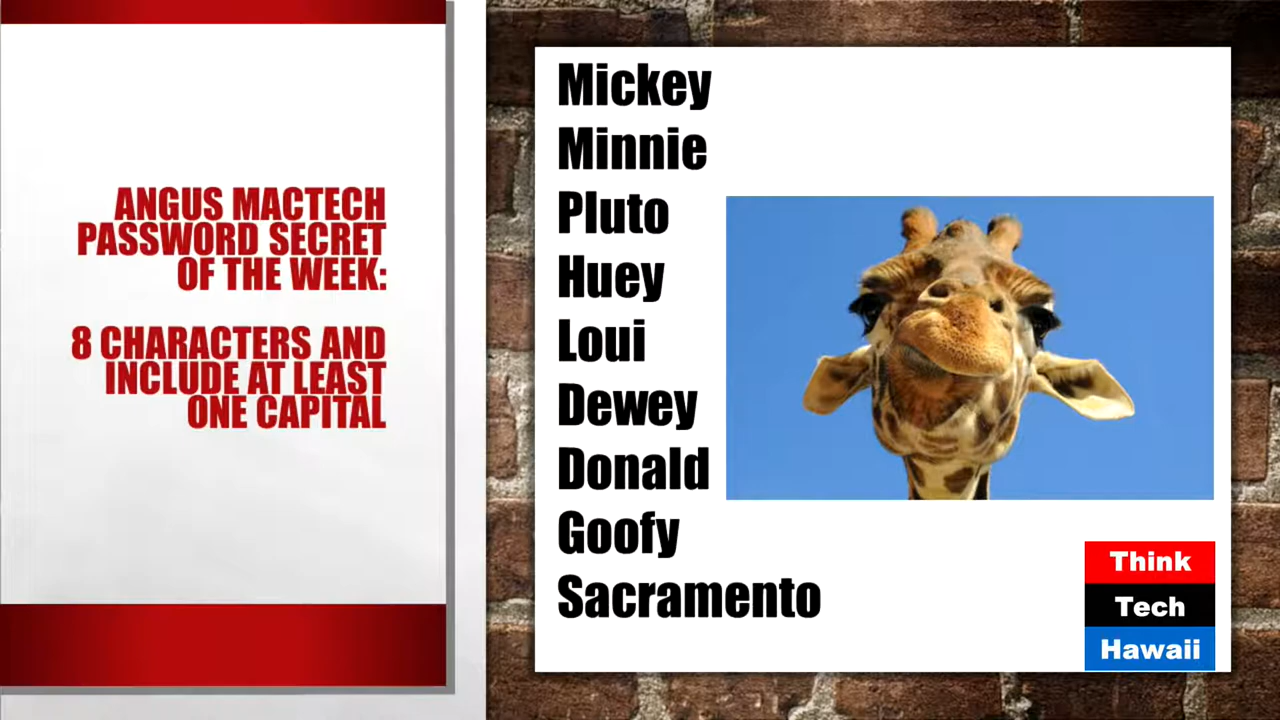 ANGUS MACTECH
PASSWORD SECRET
OF THE WEEK:
8 CHARACTERS AND
INCLUDE AT LEAST
ONE CAPITAL
Mickey
Minnie
Pluto
Huey
Loui
Dewey
Donald
Goofy
Sacramento
Think
Tech
Hawaii